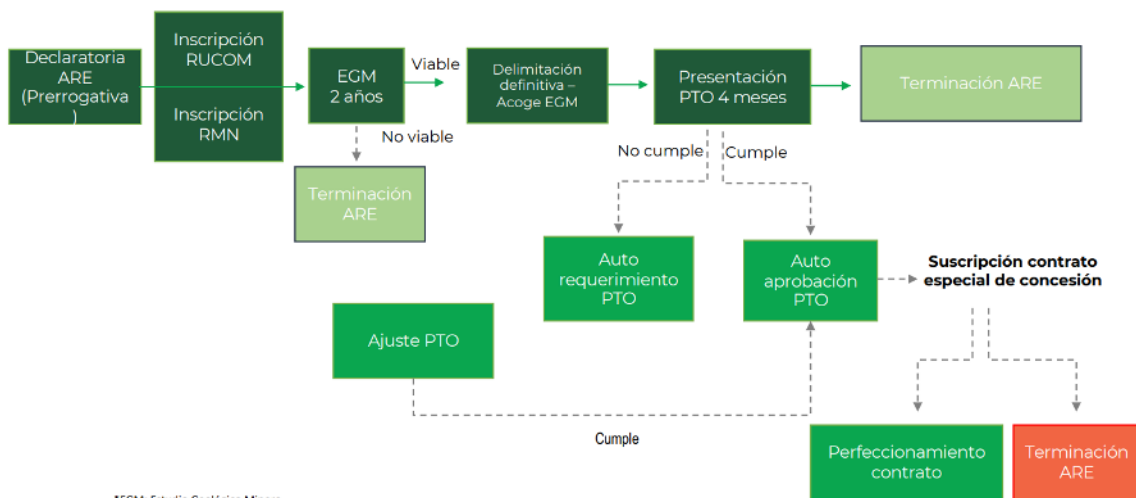 Declaratoria
ARE
(Prerrogativa
)
Inscripción
RUCOM
Inscripción
RMN
EGM
2 años
Viable
No viable
Terminación
ARE
Delimitación
definitiva –
Acoge EGM
Presentación
PTO 4 meses
Terminación ARE
No cumple
Cumple
Auto
requerimiento
PTO
Auto
aprobación
PTO
Suscripción contrato
especial de concesión
Ajuste PTO
Cumple
Perfeccionamiento
contrato
Terminación
ARE